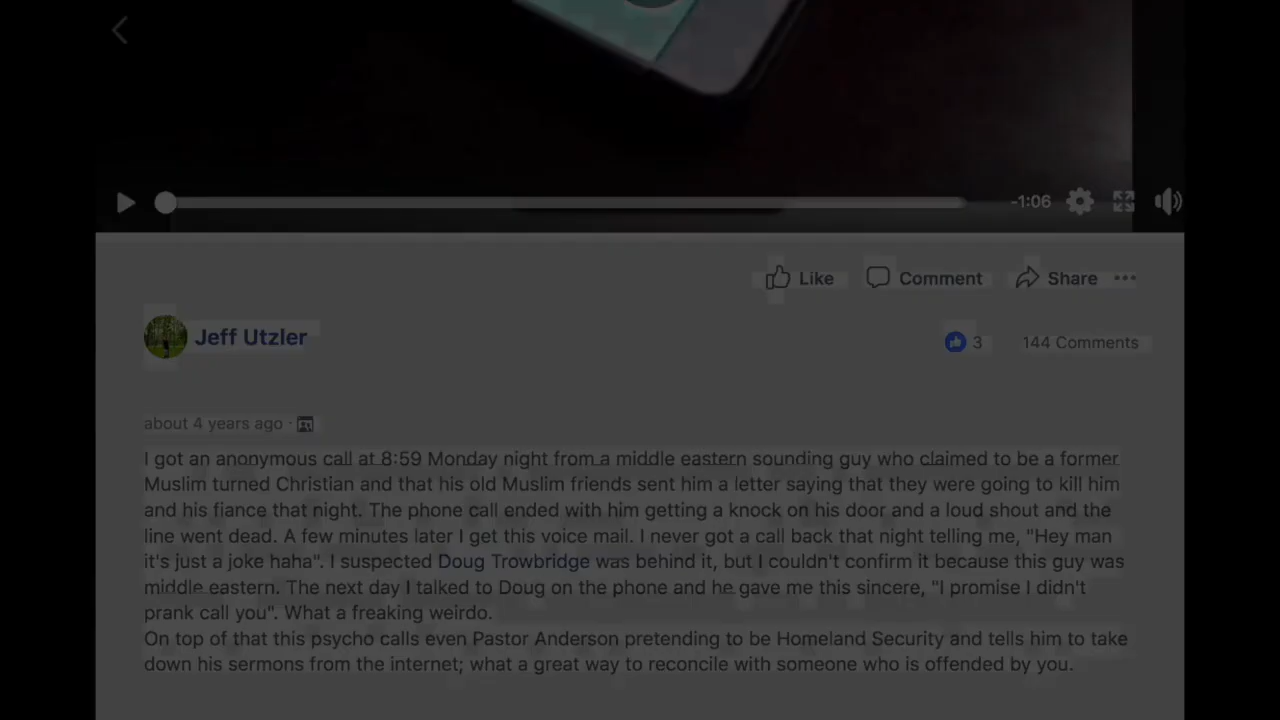 -1:06
Like Comment Share
Jeff Utzler
3 144 Comments
about 4 years ago ·
I got an anonymous call at 8:59 Monday night from a middle eastern sounding guy who claimed to be a former
Muslim turned Christian and that his old Muslim friends sent him a letter saying that they were going to kill him
and his fiance that night. The phone call ended with him getting a knock on his door and a loud shout and the
line went dead. A few minutes later I get this voice mail. I never got a call back that night telling me, "Hey man
it's just a joke haha". I suspected Doug Trowbridge was behind it, but I couldn't confirm it because this guy was
middle eastern. The next day I talked to Doug on the phone and he gave me this sincere, "I promise I didn't
prank call you". What a freaking weirdo.
On top of that this psycho calls even Pastor Anderson pretending to be Homeland Security and tells him to take
down his sermons from the internet; what a great way to reconcile with someone who is offended by you.